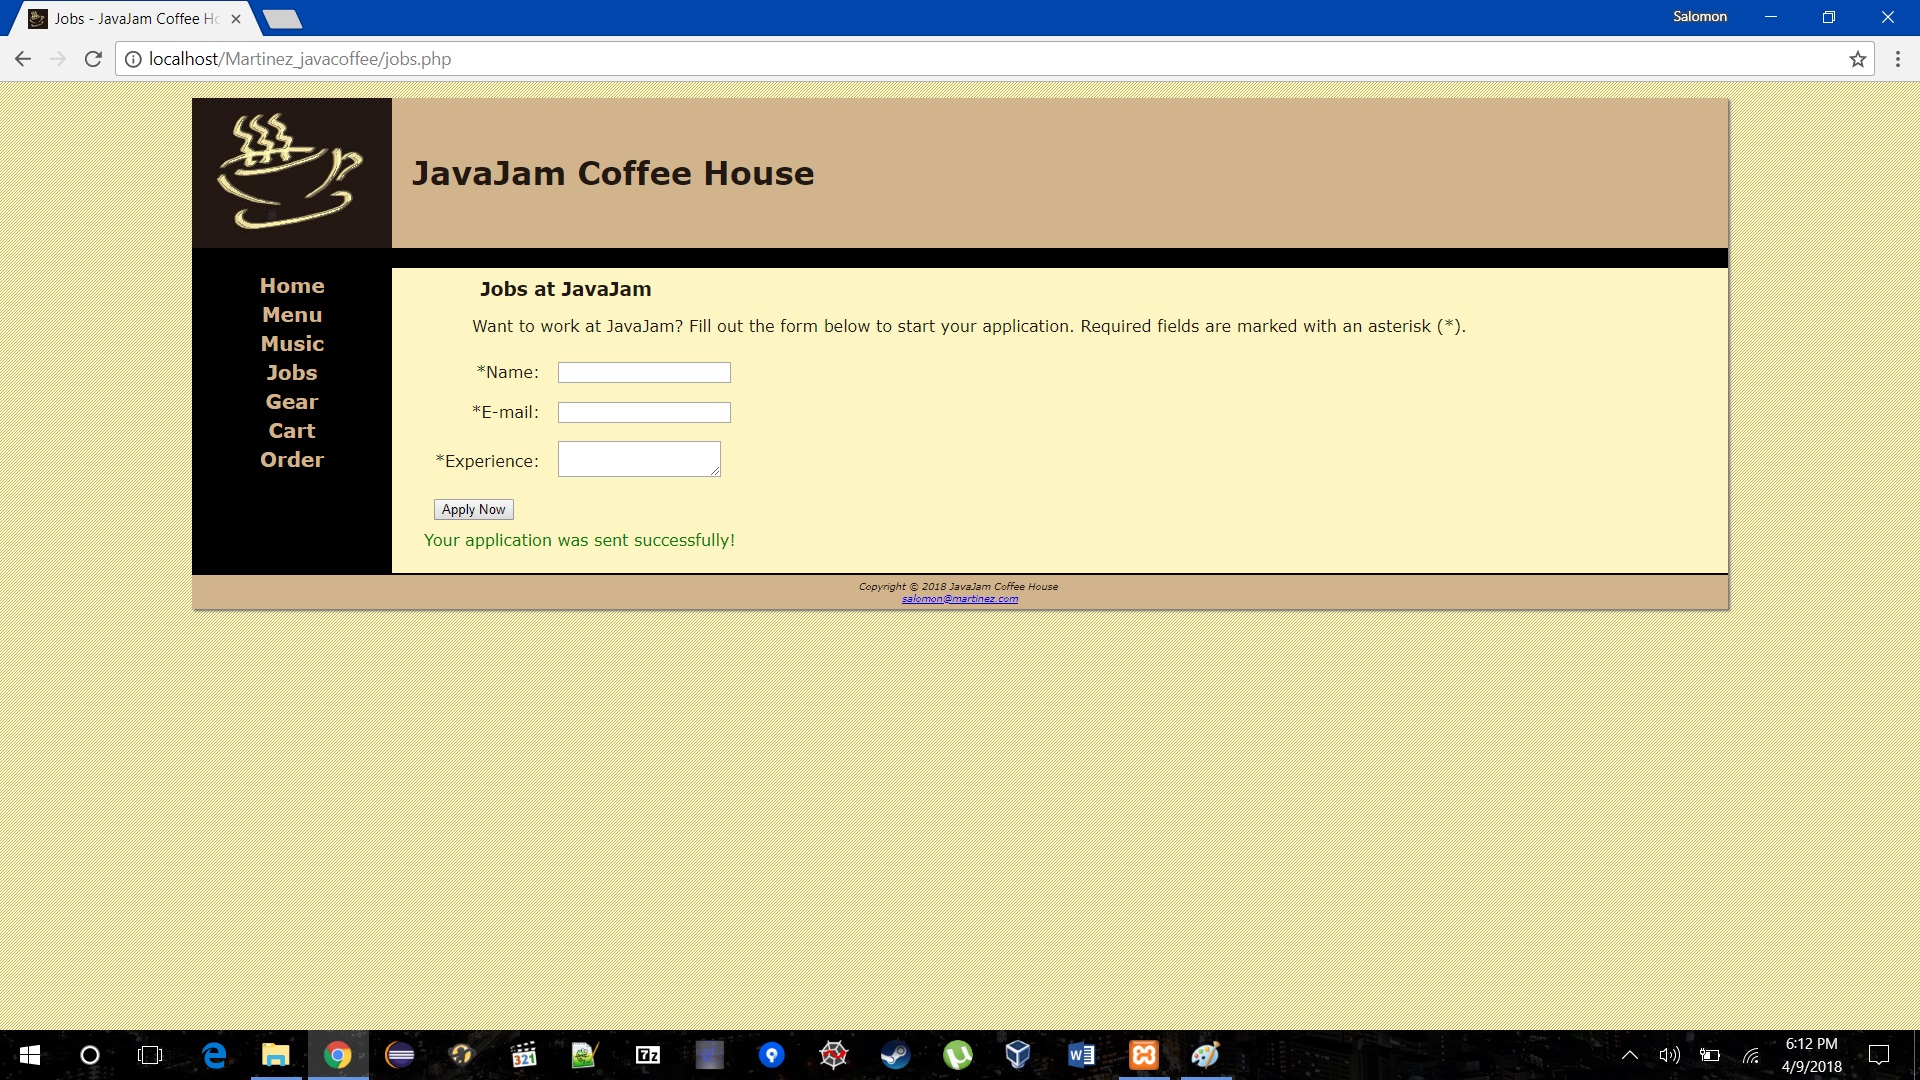 Jobs - JavaJam Coffee Ho
Salomon
localhost/Martinez_javacoffee/jobs.php
JavaJam Coffee House
Home
Menu
Music
Jobs
Gear
Cart
Order
Jobs at JavaJam
Want to work at JavaJam? Fill out the form below to start your application. Required fields are marked with an asterisk (*).
*Name:
*E-mail:
*Experience:
Apply Now
Your application was sent successfully!
Copyright © 2018 JavaJam Coffee House
salomon@martinez.com
321
7z
6:12 PM
4/9/2018